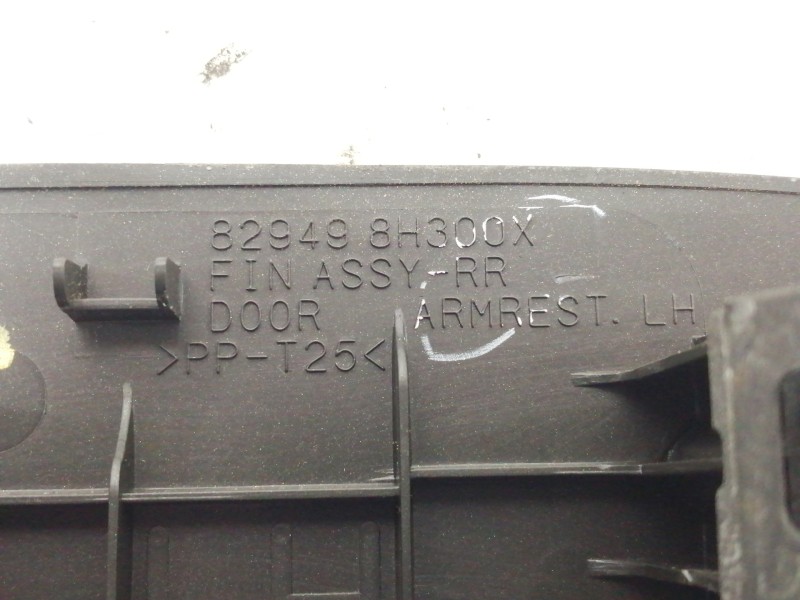 82949 8H300X
FIN ASSY-RR
DOOR ARMREST. LH
>PP-T25<